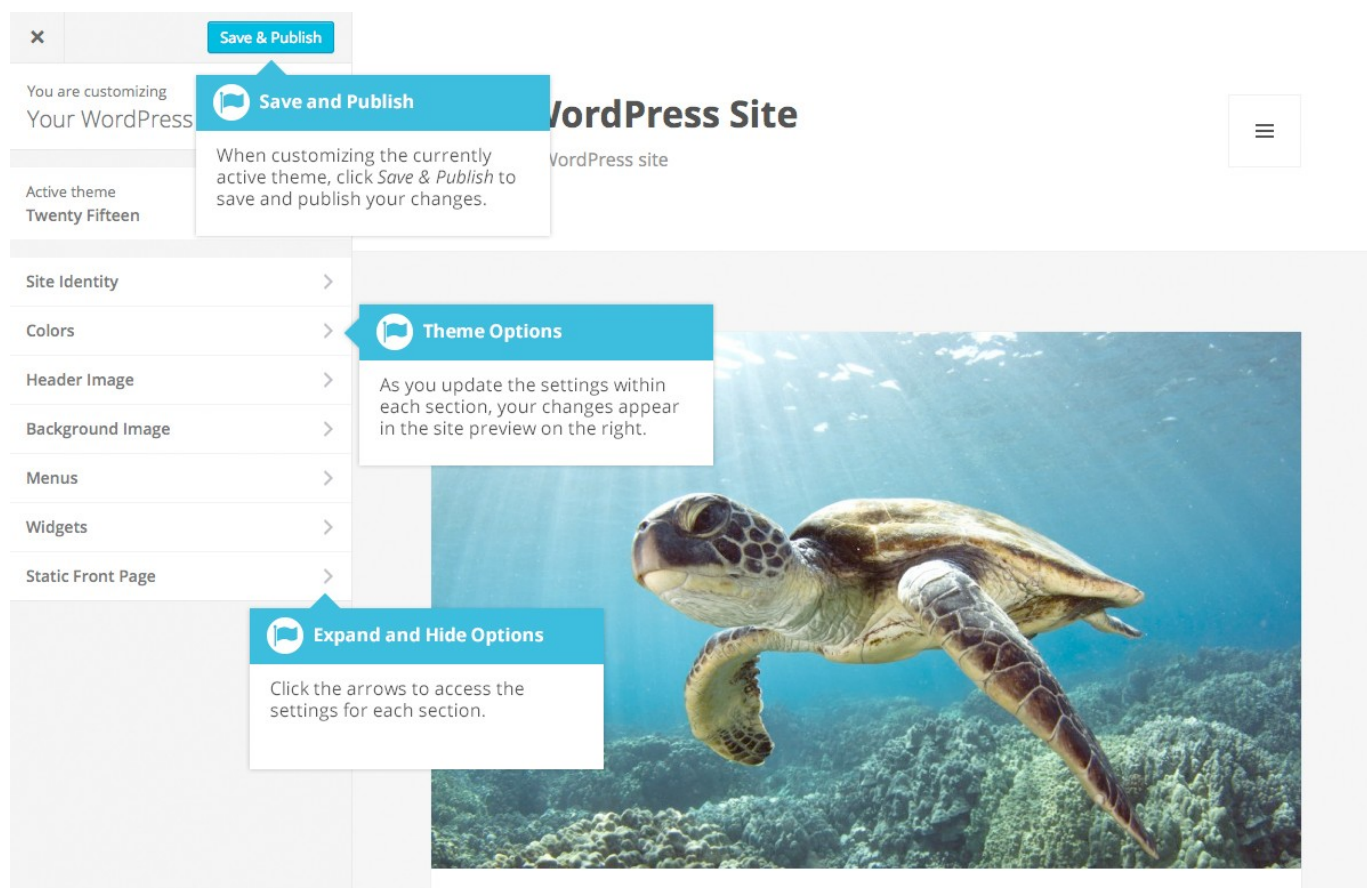 Save & Publish
You are customizing
Your WordPress
Save and Publish
When customizing the currently
active theme, click Save & Publish to
save and publish your changes.
WordPress Site
WordPress site
Active theme
Twenty Fifteen
Site Identity
Colors
Header Image
Background Image
Menus
Widgets
Static Front Page
Theme Options
As you update the settings within
each section, your changes appear
in the site preview on the right.
Expand and Hide Options
Click the arrows to access the
settings for each section.